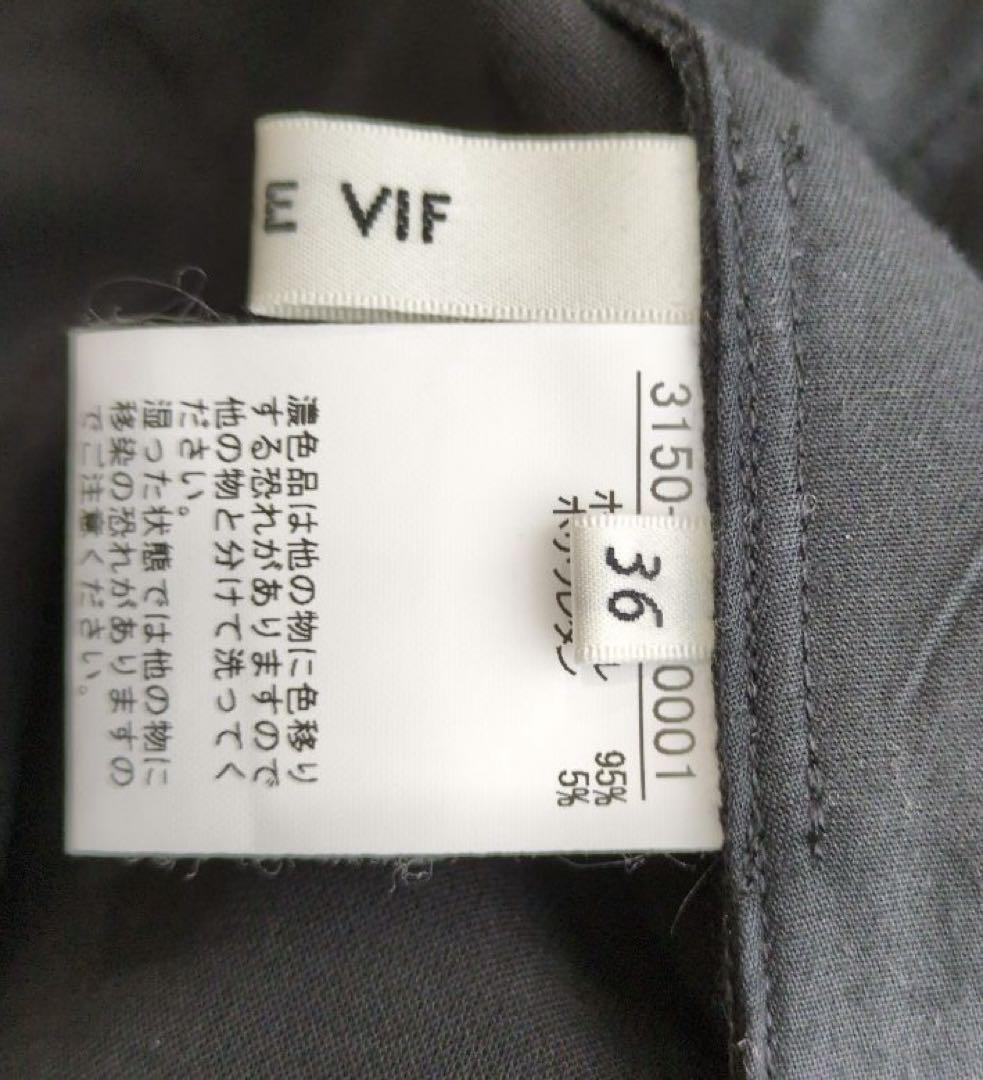 E VIF
36
3150-
0001
95%
5%
濃色品は他の物に色移り
する恐れがありますので
他の物と分けて洗ってく
ださい。
湿った状態では他の物に
移染の恐れがありますの
でご注意ください。